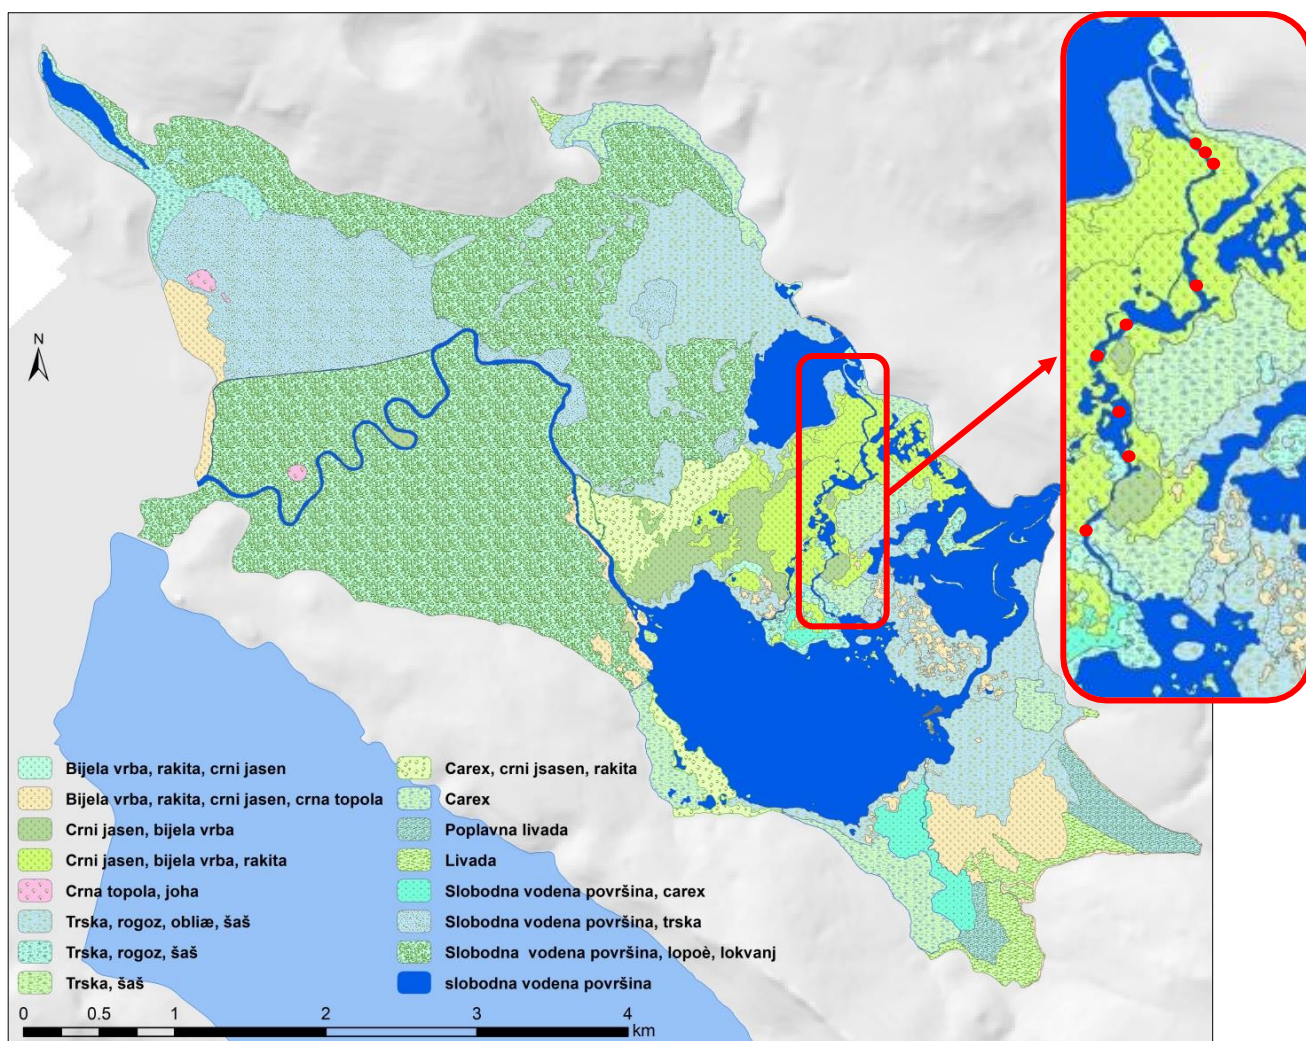 N
Bijela vrba, rakita, crni jasen
Bijela vrba, rakita, crni jasen, crna topola
Crni jasen, bijela vrba
Crni jasen, bijela vrba, rakita
Crna topola, joha
Trska, rogoz, obliæ, šaš
Trska, rogoz, šaš
Trska, šaš
Carex, crni jsasen, rakita
Carex
Poplavna livada
Livada
Slobodna vodena površina, carex
Slobodna vodena površina, trska
Slobodna vodena površina, lopoè, lokvanj
slobodna vodena površina
0 0.5 1 2 3 4
km